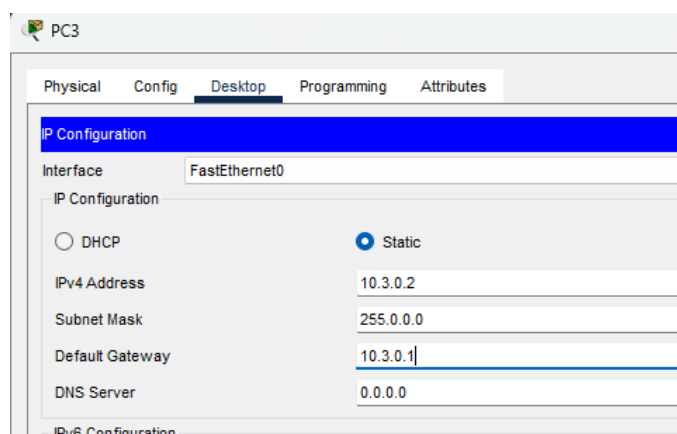 PC3
Physical Config Desktop Programming Attributes
IP Configuration
Interface FastEthernet0
IP Configuration
DHCP Static
IPv4 Address 10.3.0.2
Subnet Mask 255.0.0.0
Default Gateway 10.3.0.1
DNS Server 0.0.0.0
IPv6 Configuration